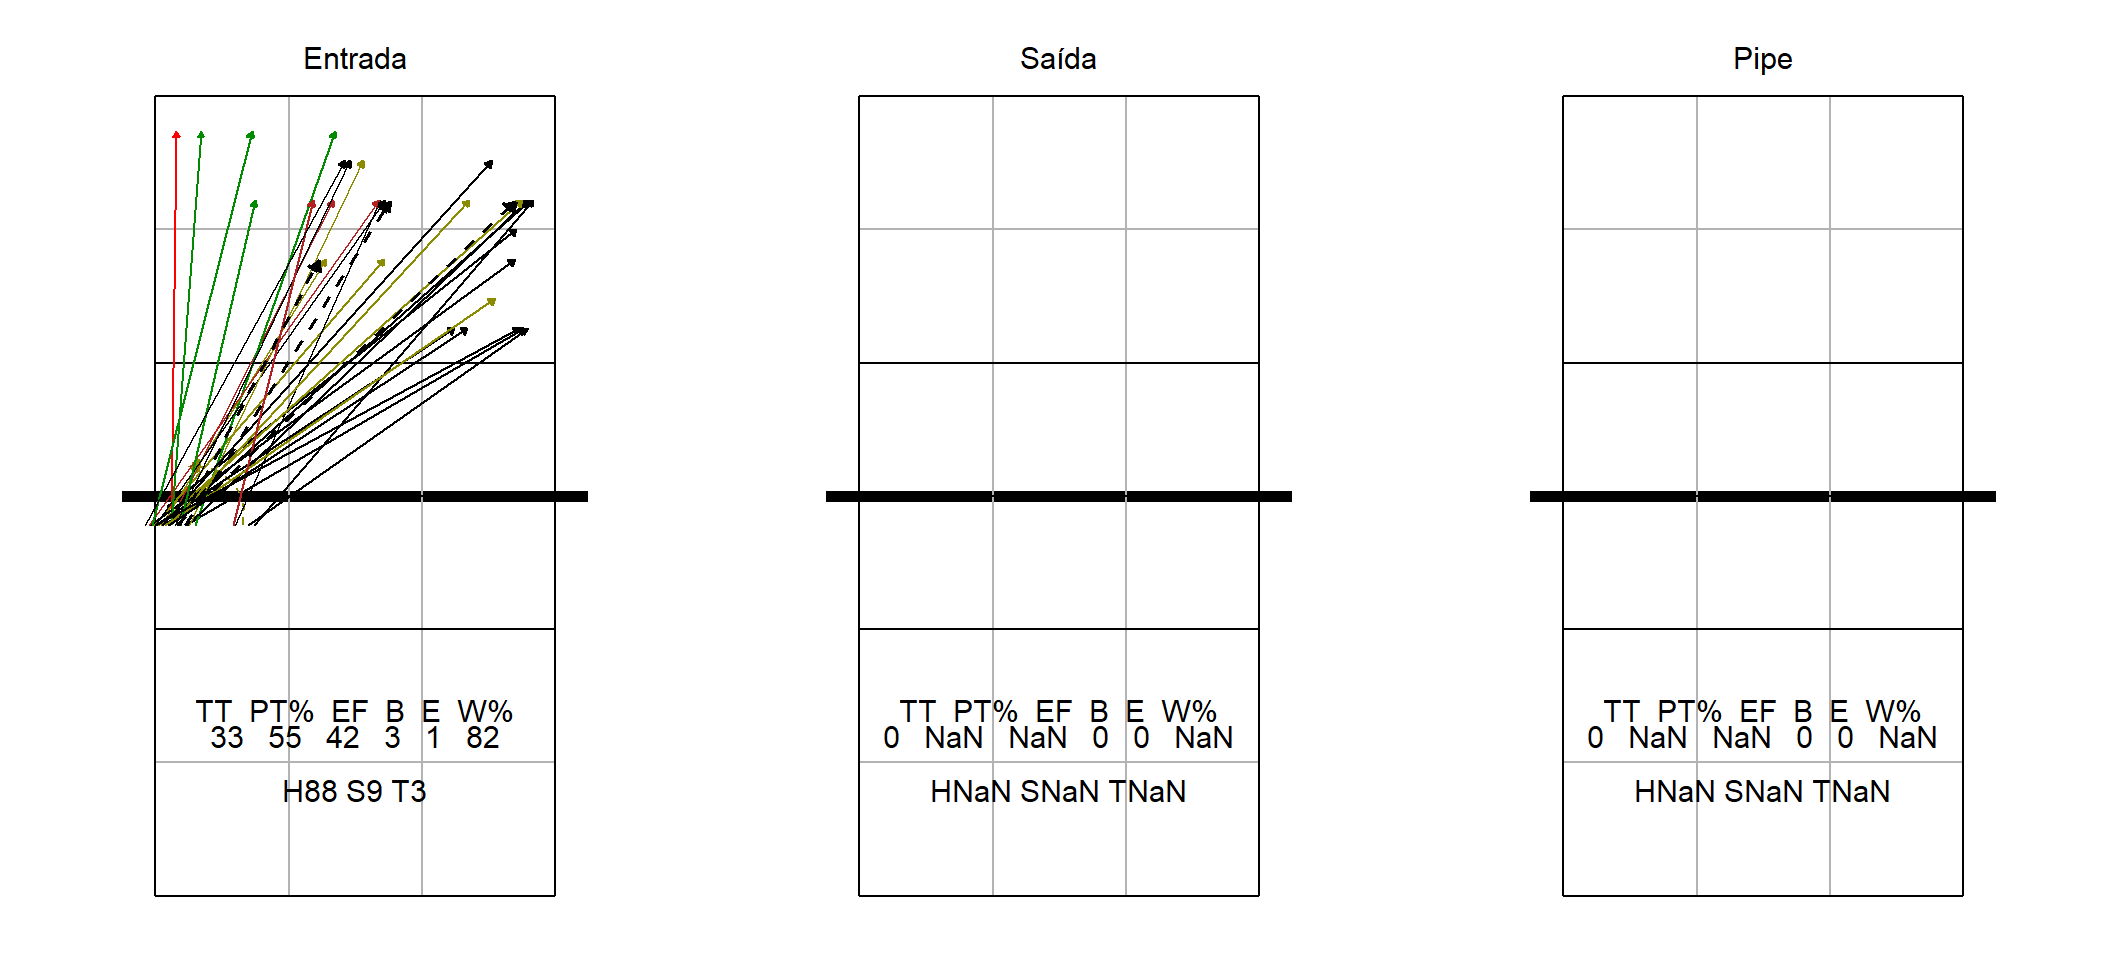 Entrada
TT PT% EF B E W%
33 55 42 3 1 82
H88 S9 T3
Saída
TT PT% EF B E W%
0 NaN NaN 0 0 NaN
HNaN SNaN TNaN
Pipe
TT PT% EF B E W%
0 NaN NaN 0 0 NaN
HNaN SNaN TNaN